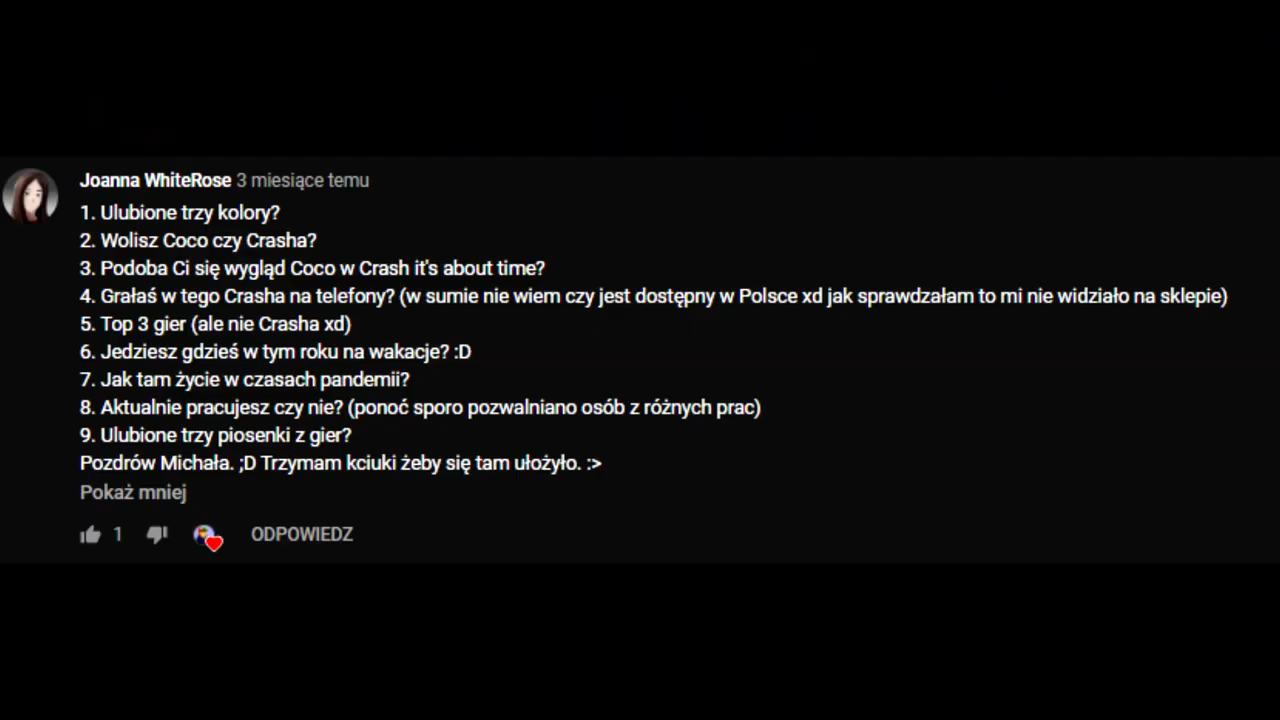 Joanna WhiteRose 3 miesiące temu
1. Ulubione trzy kolory?
2. Wolisz Coco czy Crasha?
3. Podoba Ci się wygląd Coco w Crash it's about time?
4. Grałaś w tego Crasha na telefony? (w sumie nie wiem czy jest dostępny w Polsce xd jak sprawdzałam to mi nie widziało na sklepie)
5. Top 3 gier (ale nie Crasha xd)
6. Jedziesz gdzieś w tym roku na wakacje? :D
7. Jak tam życie w czasach pandemii?
8. Aktualnie pracujesz czy nie? (ponoć sporo pozwalniano osób z różnych prac)
9. Ulubione trzy piosenki z gier?
Pozdrów Michała. ;D Trzymam kciuki żeby się tam ułożyło. :>
Pokaż mniej
1 ODPOWIEDZ